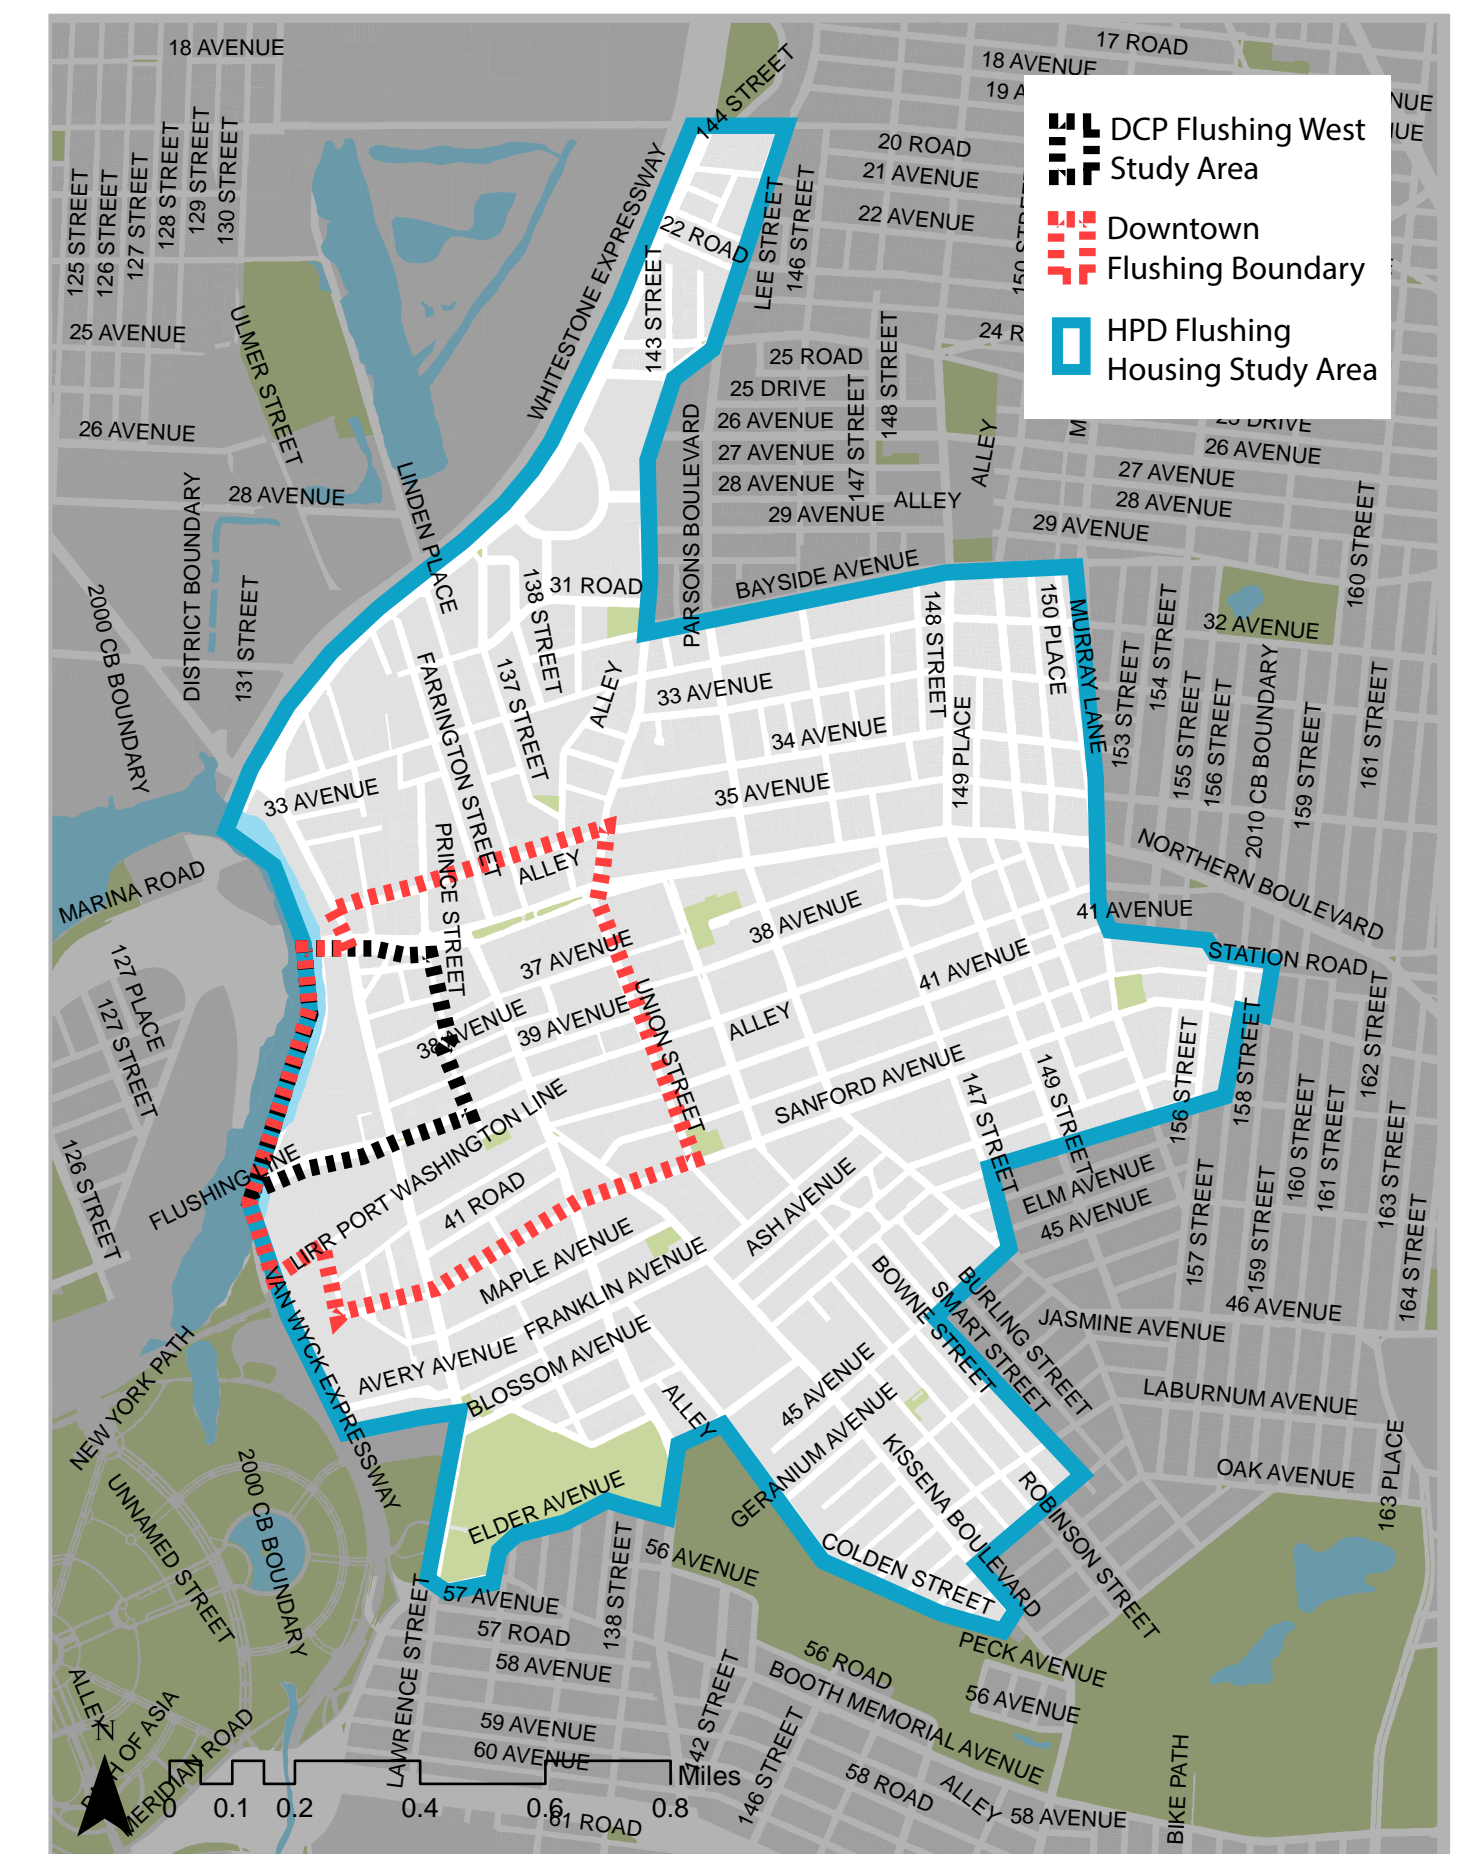 18 AVENUE
144 STREET
17 ROAD
18 AVENUE
19 A
NUE
UE
DCP Flushing West
Study Area
Downtown
Flushing Boundary
HPD Flushing
Housing Study Area
125 STREET
126 STREET
127 STREET
128 STREET
129 STREET
130 STREET
20 ROAD
21 AVENUE
22 AVENUE
WHITESTONE EXPRESSWAY
22 ROAD
143 STREET
LEE STREET
146 STREET
150 STRE
24 R
25 AVENUE
ULMER STREET
25 ROAD
25 DRIVE
26 AVENUE
27 AVENUE
28 AVENUE
29 AVENUE
147 STREET
148 STREET
ALLEY
ALLEY
M
25 DRIVE
26 AVENUE
27 AVENUE
28 AVENUE
29 AVENUE
160 STREET
26 AVENUE
28 AVENUE
LINDEN PLACE
DISTRICT BOUNDARY
131 STREET
2000 CB BOUNDARY
PARSONS BOULEVARD
BAYSIDE AVENUE
31 ROAD
138 STREET
137 STREET
FARRINGTON STREET
ALLEY
33 AVENUE
34 AVENUE
35 AVENUE
148 STREET
149 PLACE
150 PLACE
MURRAY LANE
153 STREET
154 STREET
155 STREET
156 STREET
32 AVENUE
2010 CB BOUNDARY
159 STREET
161 STREET
33 AVENUE
PRINCE STREET
ALLEY
MARINA ROAD
NORTHERN BOULEVARD
41 AVENUE
STATION ROAD
38 AVENUE
37 AVENUE
41 AVENUE
127 PLACE
127 STREET
38 AVENUE
39 AVENUE
UNION STREET
ALLEY
SANFORD AVENUE
147 STREET
149 STREET
156 STREET
158 STREET
162 STREET
160 STREET
161 STREET
163 STREET
126 STREET
FLUSHING LINE
LIRR PORT WASHINGTON LINE
41 ROAD
ASH AVENUE
ELM AVENUE
45 AVENUE
157 STREET
159 STREET
164 STREET
MAPLE AVENUE
FRANKLIN AVENUE
AVERY AVENUE
BLOSSOM AVENUE
VAN WYCK EXPRESSWAY
NEW YORK PATH
BOWNE STREET
SMART STREET
BURLING STREET
46 AVENUE
JASMINE AVENUE
LABURNUM AVENUE
45 AVENUE
GERANIUM AVENUE
ALLEY
KISSENA BOULEVARD
ROBINSON STREET
OAK AVENUE
163 PLACE
2000 CB BOUNDARY
UNNAMED STREET
ELDER AVENUE
138 STREET
56 AVENUE
COLDEN STREET
57 AVENUE
57 ROAD
58 AVENUE
LAWRENCE STREET
PECK AVENUE
56 ROAD
BOOTH MEMORIAL AVENUE
56 AVENUE
ALLEY
PATH OF ASIA
MERIDIAN ROAD
59 AVENUE
60 AVENUE
142 STREET
146 STREET
58 ROAD
ALLEY
58 AVENUE
BIKE PATH
61 ROAD
N
Miles
0 0.1 0.2 0.4 0.6 0.8